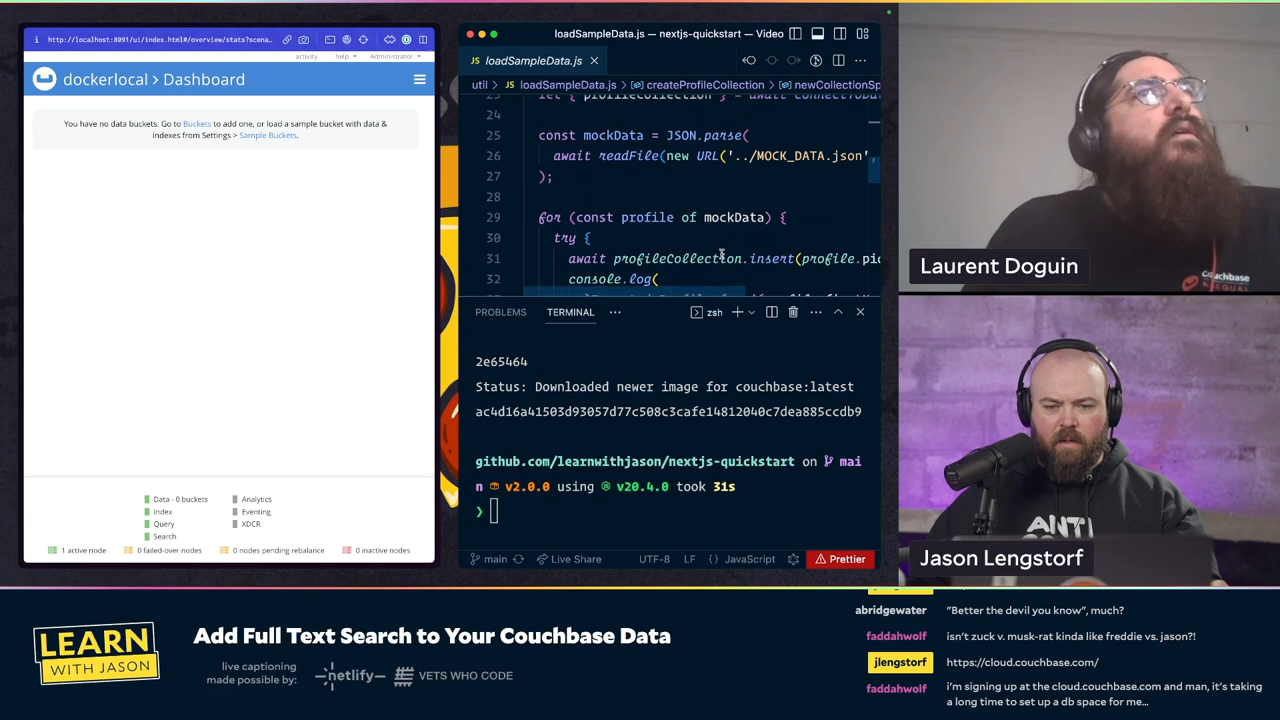 http://localhost:8091/ui/index.html#/overview/stats?scena…
activity help Administrator
dockerlocal > Dashboard
You have no data buckets. Go to Buckets to add one, or load a sample bucket with data &
indexes from Settings > Sample Buckets.
Data - 0 buckets
Index
Query
Search
Analytics
Eventing
XDCR
1 active node
0 failed-over nodes
0 nodes pending rebalance
0 inactive nodes
loadSampleData.js — nextjs-quickstart — Video
JS loadSampleData.js
util > JS loadSampleData.js > createProfileCollection > newCollectionSp
24
25 const mockData = JSON.parse(
26 await readFile(new URL('../MOCK_DATA.json',
27 );
28
29 for (const profile of mockData) {
30 try {
31 await profileCollection.insert(profile.pid
32 console.log(
PROBLEMS TERMINAL ··· zsh
2e65464
Status: Downloaded newer image for couchbase:latest
ac4d16a41503d93057d77c508c3cafe14812040c7dea885ccdb9
github.com/learnwithjason/nextjs-quickstart on mai
n v2.0.0 using v20.4.0 took 31s
❯
main Live Share UTF-8 LF {} JavaScript Prettier
Laurent Doguin
Couchbase
Jason Lengstorf
LEARN
WITH JASON
Add Full Text Search to Your Couchbase Data
live captioning
made possible by:
netlify
VETS WHO CODE
abridgewater "Better the devil you know", much?
faddahwolf isn't zuck v. musk-rat kinda like freddie vs. jason?!
jlengstorf https://cloud.couchbase.com/
faddahwolf i'm signing up at the cloud.couchbase.com and man, it's taking
a long time to set up a db space for me...